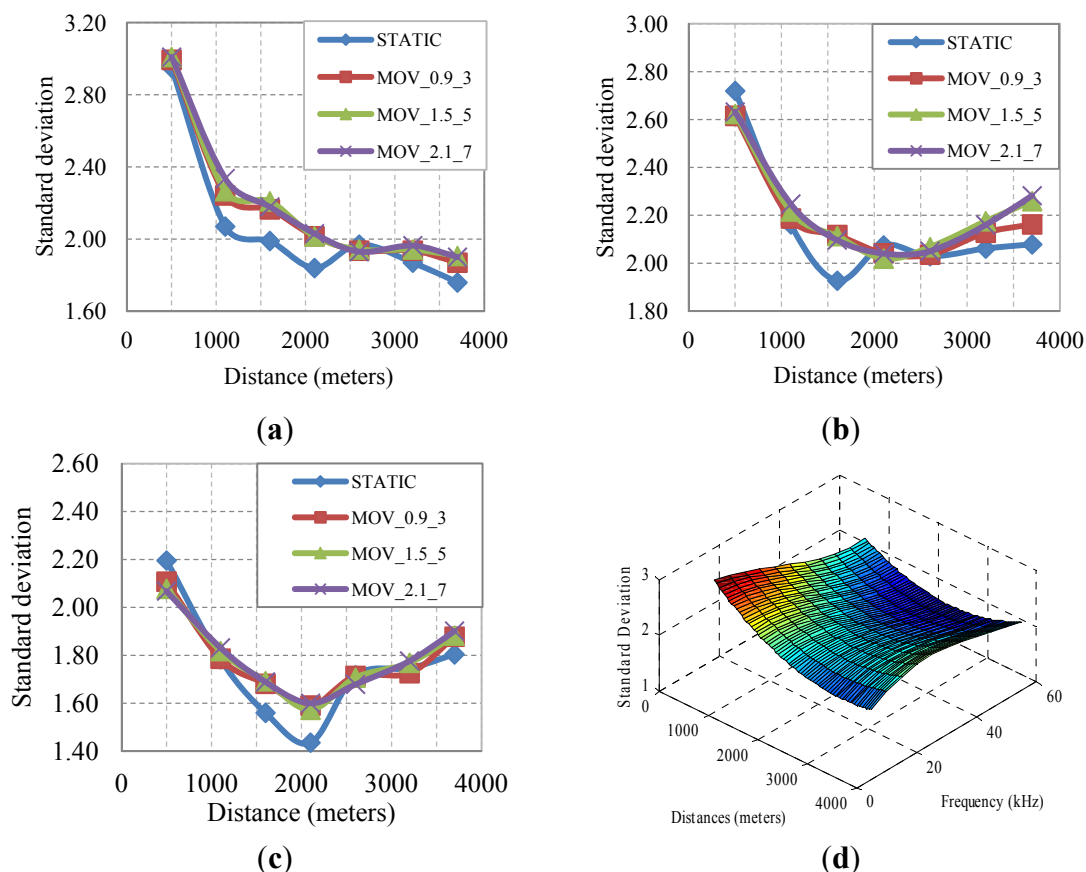 3.20
2.80
2.40
2.00
1.60
0
1000
2000
3000
4000
Standard deviation
Distance (meters)
STATIC
MOV_0.9_3
MOV_1.5_5
MOV_2.1_7
(a)
3.00
2.80
2.60
2.40
2.20
2.00
1.80
0
1000
2000
3000
4000
Standard deviation
Distance (meters)
STATIC
MOV_0.9_3
MOV_1.5_5
MOV_2.1_7
(b)
2.60
2.40
2.20
2.00
1.80
1.60
1.40
0
1000
2000
3000
4000
Standard deviation
Distance (meters)
STATIC
MOV_0.9_3
MOV_1.5_5
MOV_2.1_7
(c)
3
2
1
Standard Deviation
0
1000
2000
3000
4000
Distances (meters)
0
20
40
60
Frequency (kHz)
(d)